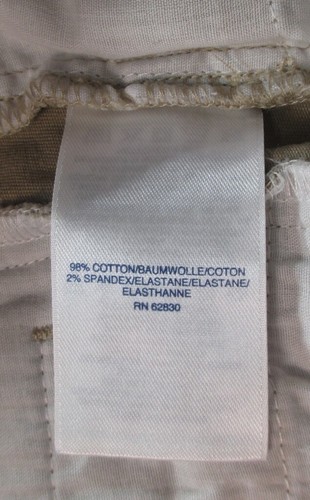 98% COTTON/BAUMWOLLE/COTON
2% SPANDEX/ELASTANE/ELASTANE/
ELASTHANNE
RN 62830